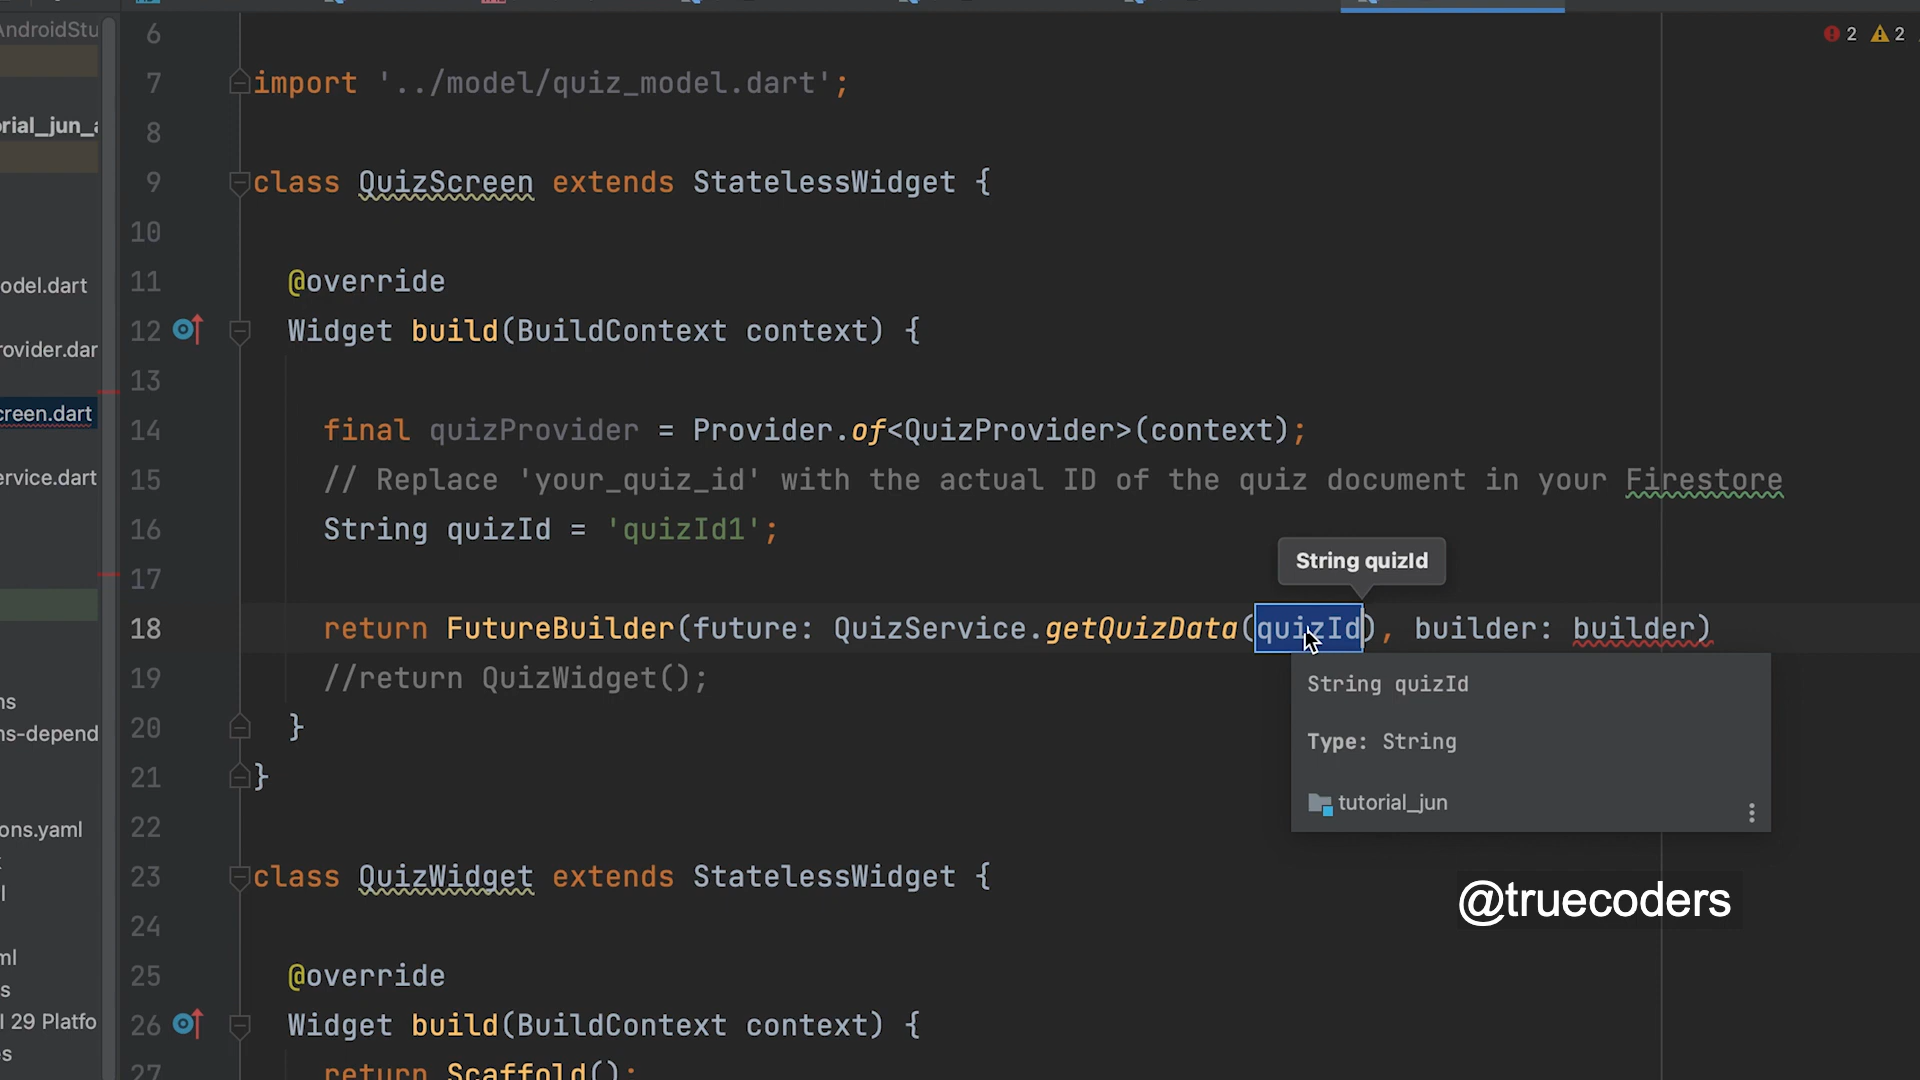 AndroidStu
6
2 2
7 import '../model/quiz_model.dart';
rial_jun_
8
9 class QuizScreen extends StatelessWidget {
10
odel.dart
11 @override
12 Widget build(BuildContext context) {
rovider.dar
13
creen.dart
14 final quizProvider = Provider.of<QuizProvider>(context);
ervice.dart
15 // Replace 'your_quiz_id' with the actual ID of the quiz document in your Firestore
16 String quizId = 'quizId1';
String quizId
17
18 return FutureBuilder(future: QuizService.getQuizData(quizId), builder: builder)
19 //return QuizWidget();
String quizId
ns
20 }
ns-depend
Type: String
21 }
tutorial_jun
22
ons.yaml
23 class QuizWidget extends StatelessWidget {
l
@truecoders
24
ml
25 @override
s
26 Widget build(BuildContext context) {
l 29 Platfo
es
27 return Scaffold();